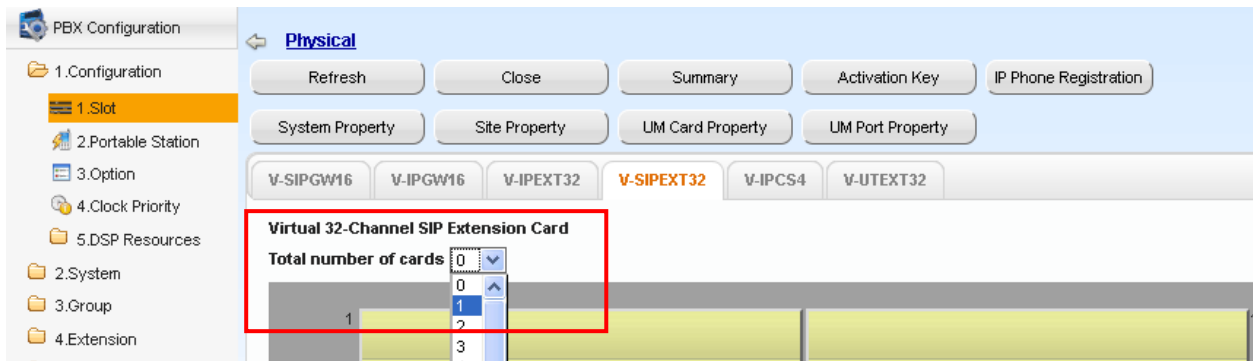 PBX Configuration
1.Configuration
1.Slot
2.Portable Station
3.Option
4.Clock Priority
5.DSP Resources
2.System
3.Group
4.Extension
Physical
Refresh Close Summary Activation Key IP Phone Registration
System Property Site Property UM Card Property UM Port Property
V-SIPGW16 V-IPGW16 V-IPEXT32 V-SIPEXT32 V-IPCS4 V-UTEXT32
Virtual 32-Channel SIP Extension Card
Total number of cards 0
0
1
2
3
1